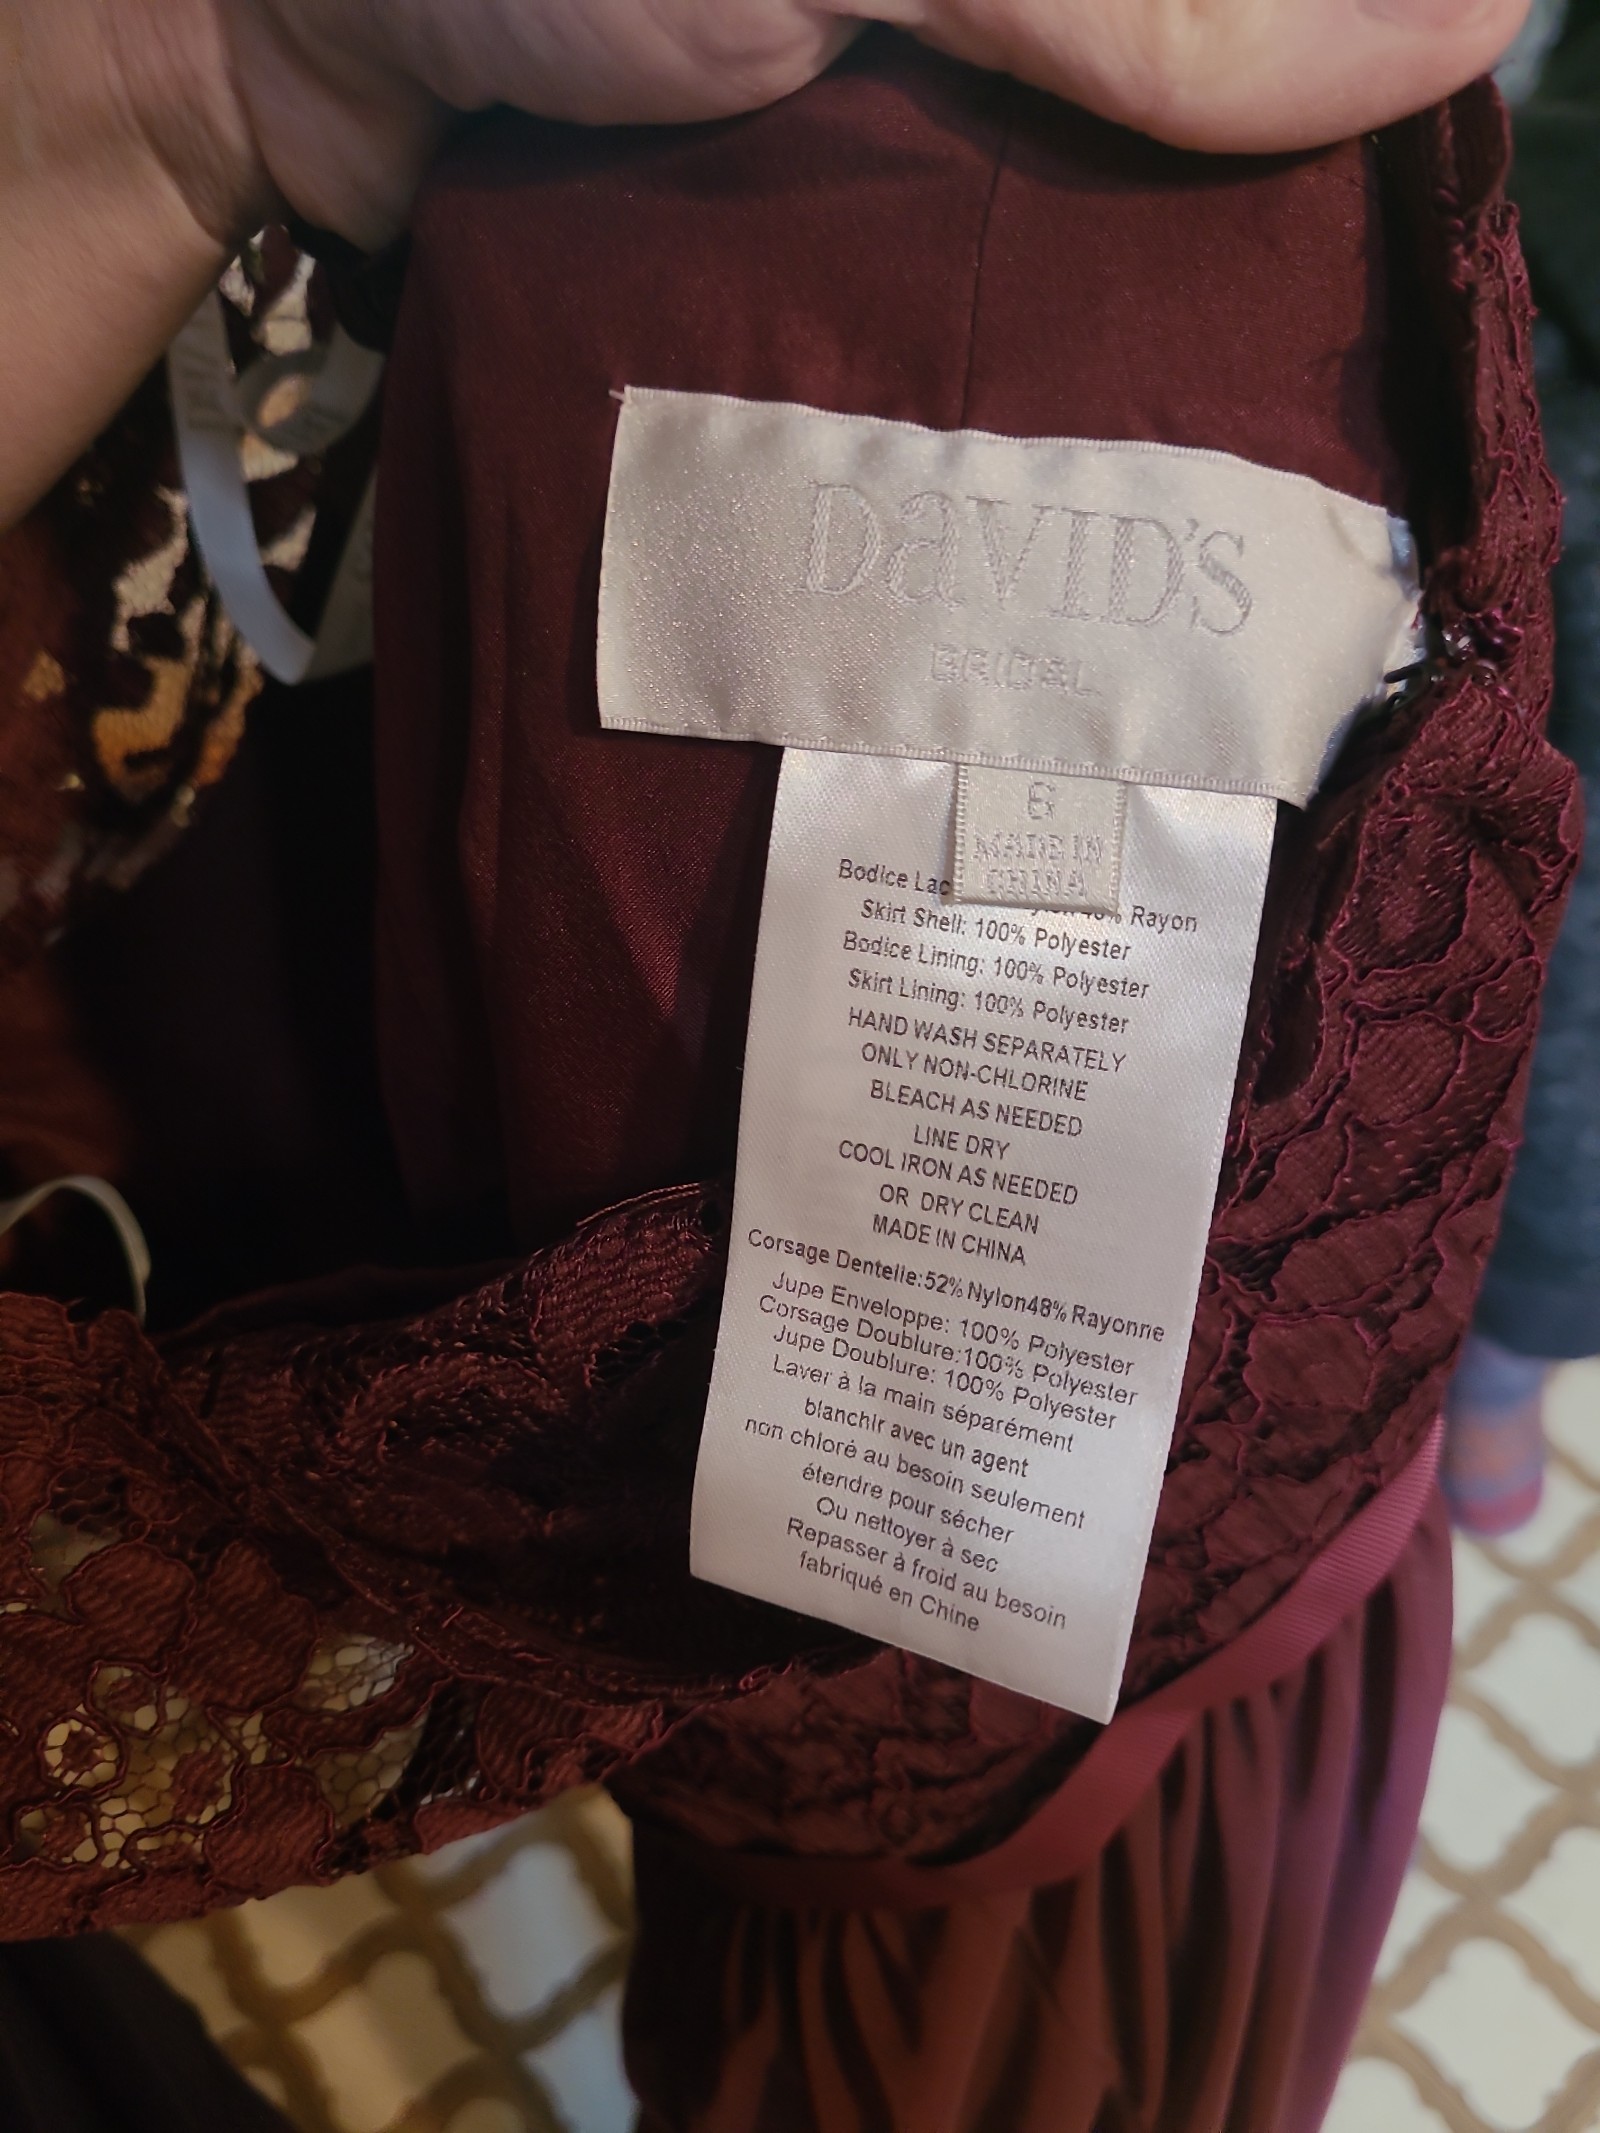 DaVID'S
BRIDAL
6
MADE IN
CHINA
Bodice Lac 48% Rayon
Skirt Shell: 100% Polyester
Bodice Lining: 100% Polyester
Skirt Lining: 100% Polyester
HAND WASH SEPARATELY
ONLY NON-CHLORINE
BLEACH AS NEEDED
LINE DRY
COOL IRON AS NEEDED
OR DRY CLEAN
MADE IN CHINA
Corsage Dentelle:52% Nylon48% Rayonne
Jupe Enveloppe: 100% Polyester
Corsage Doublure:100% Polyester
Jupe Doublure: 100% Polyester
Laver à la main séparément
blanchir avec un agent
non chloré au besoin seulement
étendre pour sécher
Ou nettoyer à sec
Repasser à froid au besoin
fabriqué en Chine